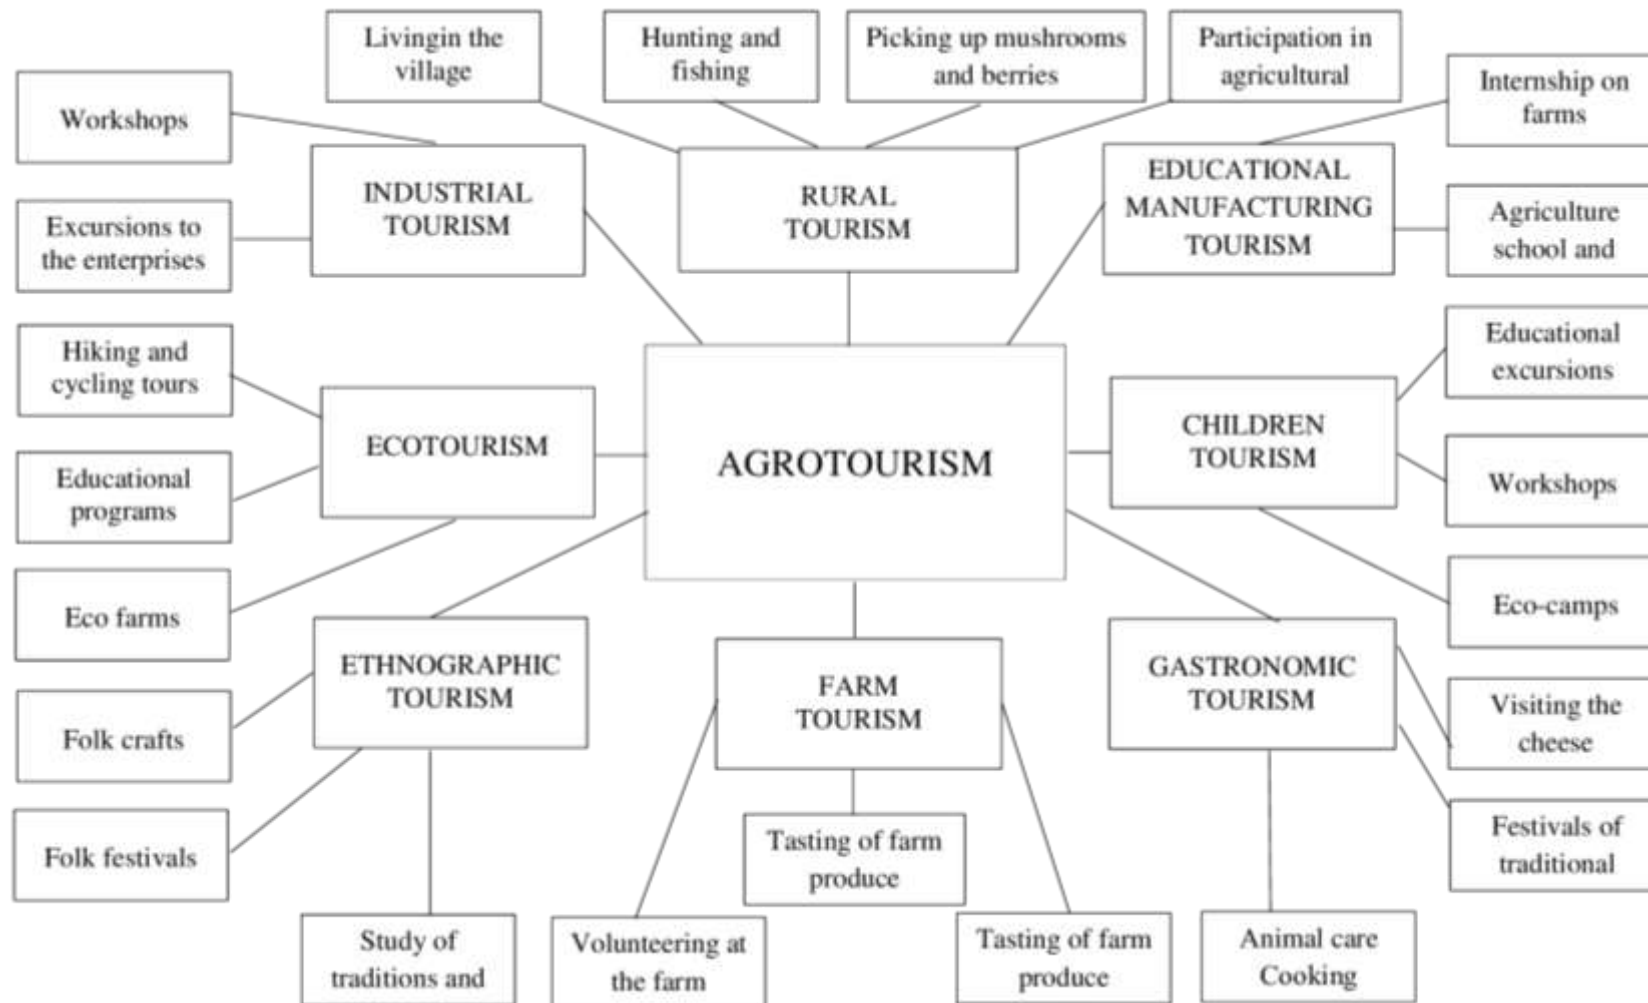 Livingin the
village
Hunting and
fishing
Picking up mushrooms
and berries
Participation in
agricultural
Internship on
farms
Workshops
INDUSTRIAL
TOURISM
RURAL
TOURISM
EDUCATIONAL
MANUFACTURING
TOURISM
Excursions to
the enterprises
Agriculture
school and
Hiking and
cycling tours
Educational
excursions
ECOTOURISM
AGROTOURISM
CHILDREN
TOURISM
Educational
programs
Workshops
Eco farms
Eco-camps
ETHNOGRAPHIC
TOURISM
FARM
TOURISM
GASTRONOMIC
TOURISM
Folk crafts
Visiting the
cheese
Folk festivals
Tasting of farm
produce
Festivals of
traditional
Study of
traditions and
Volunteering at
the farm
Tasting of farm
produce
Animal care
Cooking